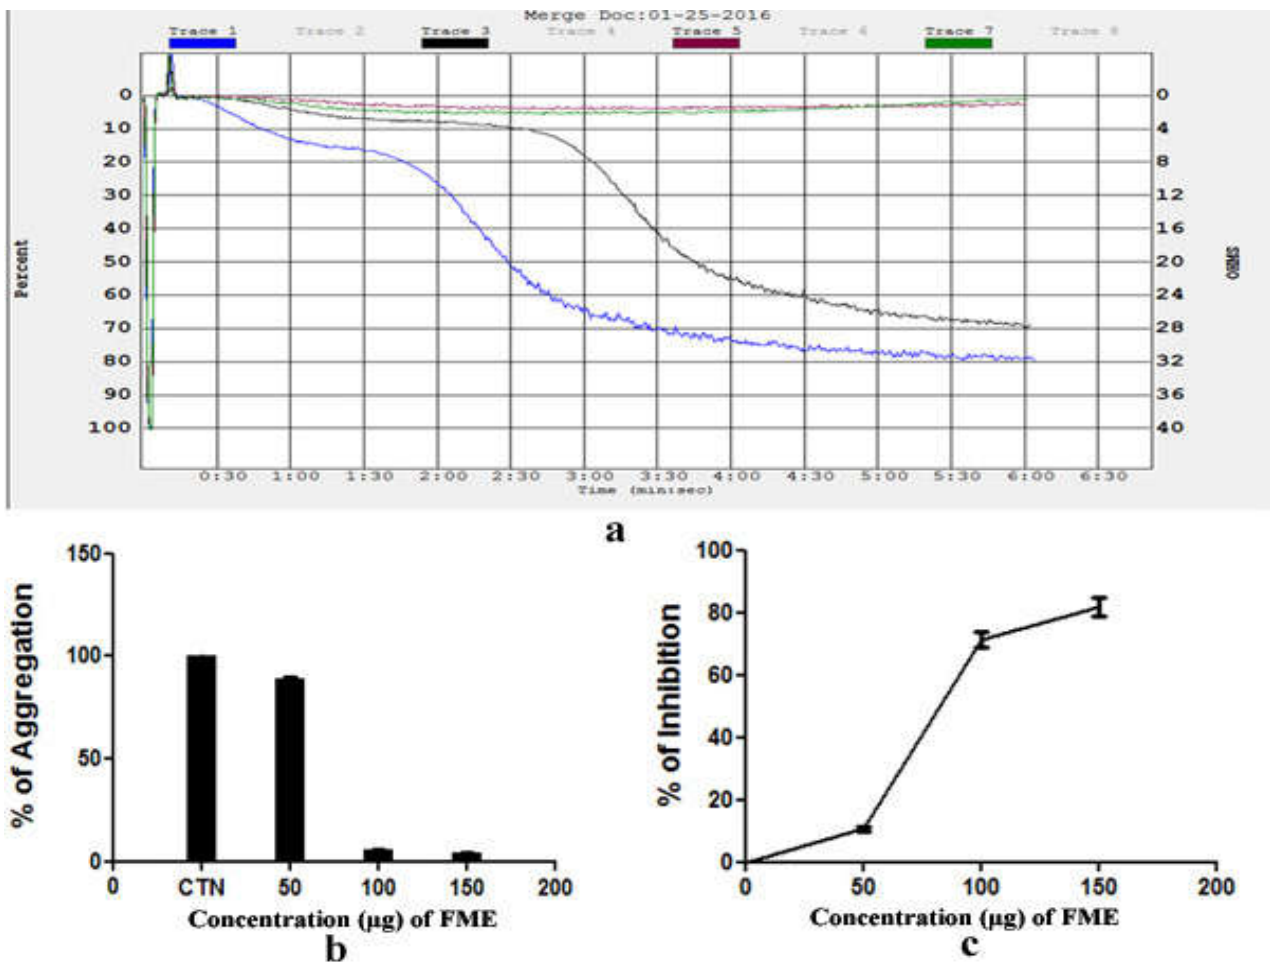 Merge Doc:01-25-2016
Trace 1 Trace 2 Trace 3 Trace 4 Trace 5 Trace 6 Trace 7 Trace 8
0 0
10 4
20 8
30 12
40 16
50 20
60 24
70 28
80 32
90 36
100 40
Percent
0:30 1:00 1:30 2:00 2:30 3:00 3:30 4:00 4:30 5:00 5:30 6:00 6:30
Time (min:sec)
a
% of Aggregation
150
100
50
0
0 CTN 50 100 150 200
Concentration (µg) of FME
b
% of Inhibition
100
80
60
40
20
0
0 50 100 150 200
Concentration (µg) of FME
c